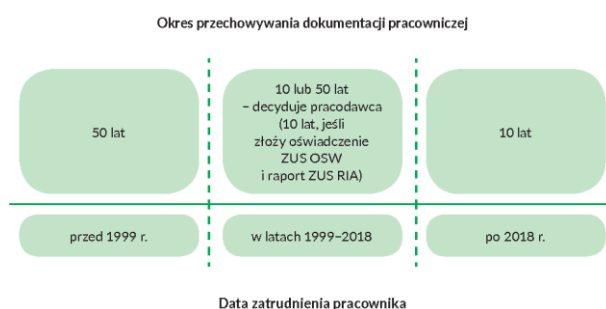 Okres przechowywania dokumentacji pracowniczej
50 lat
10 lub 50 lat
– decyduje pracodawca
(10 lat, jeśli
złoży oświadczenie
ZUS OSW
i raport ZUS RIA)
10 lat
przed 1999 r.
w latach 1999–2018
po 2018 r.
Data zatrudnienia pracownika